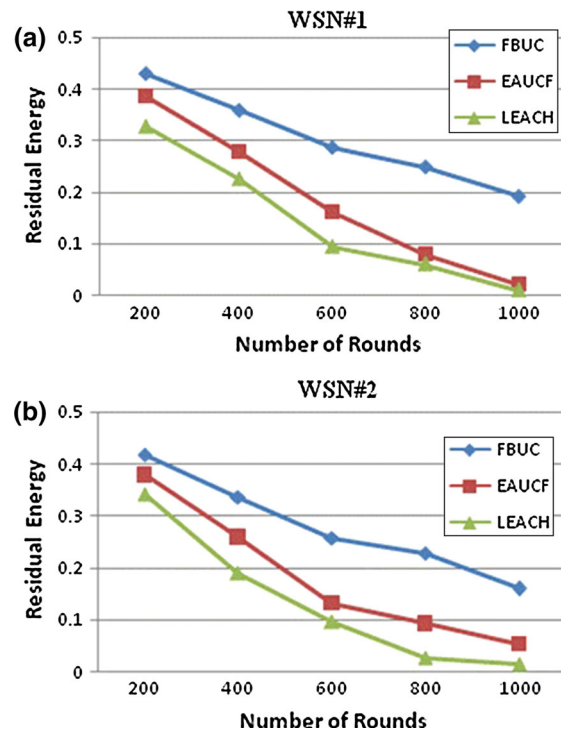 (a)
WSN#1
0.5
0.4
0.3
0.2
0.1
0
Residual Energy
FBUC
EAUCF
LEACH
200 400 600 800 1000
Number of Rounds
(b)
WSN#2
0.5
0.4
0.3
0.2
0.1
0
Residual Energy
FBUC
EAUCF
LEACH
200 400 600 800 1000
Number of Rounds